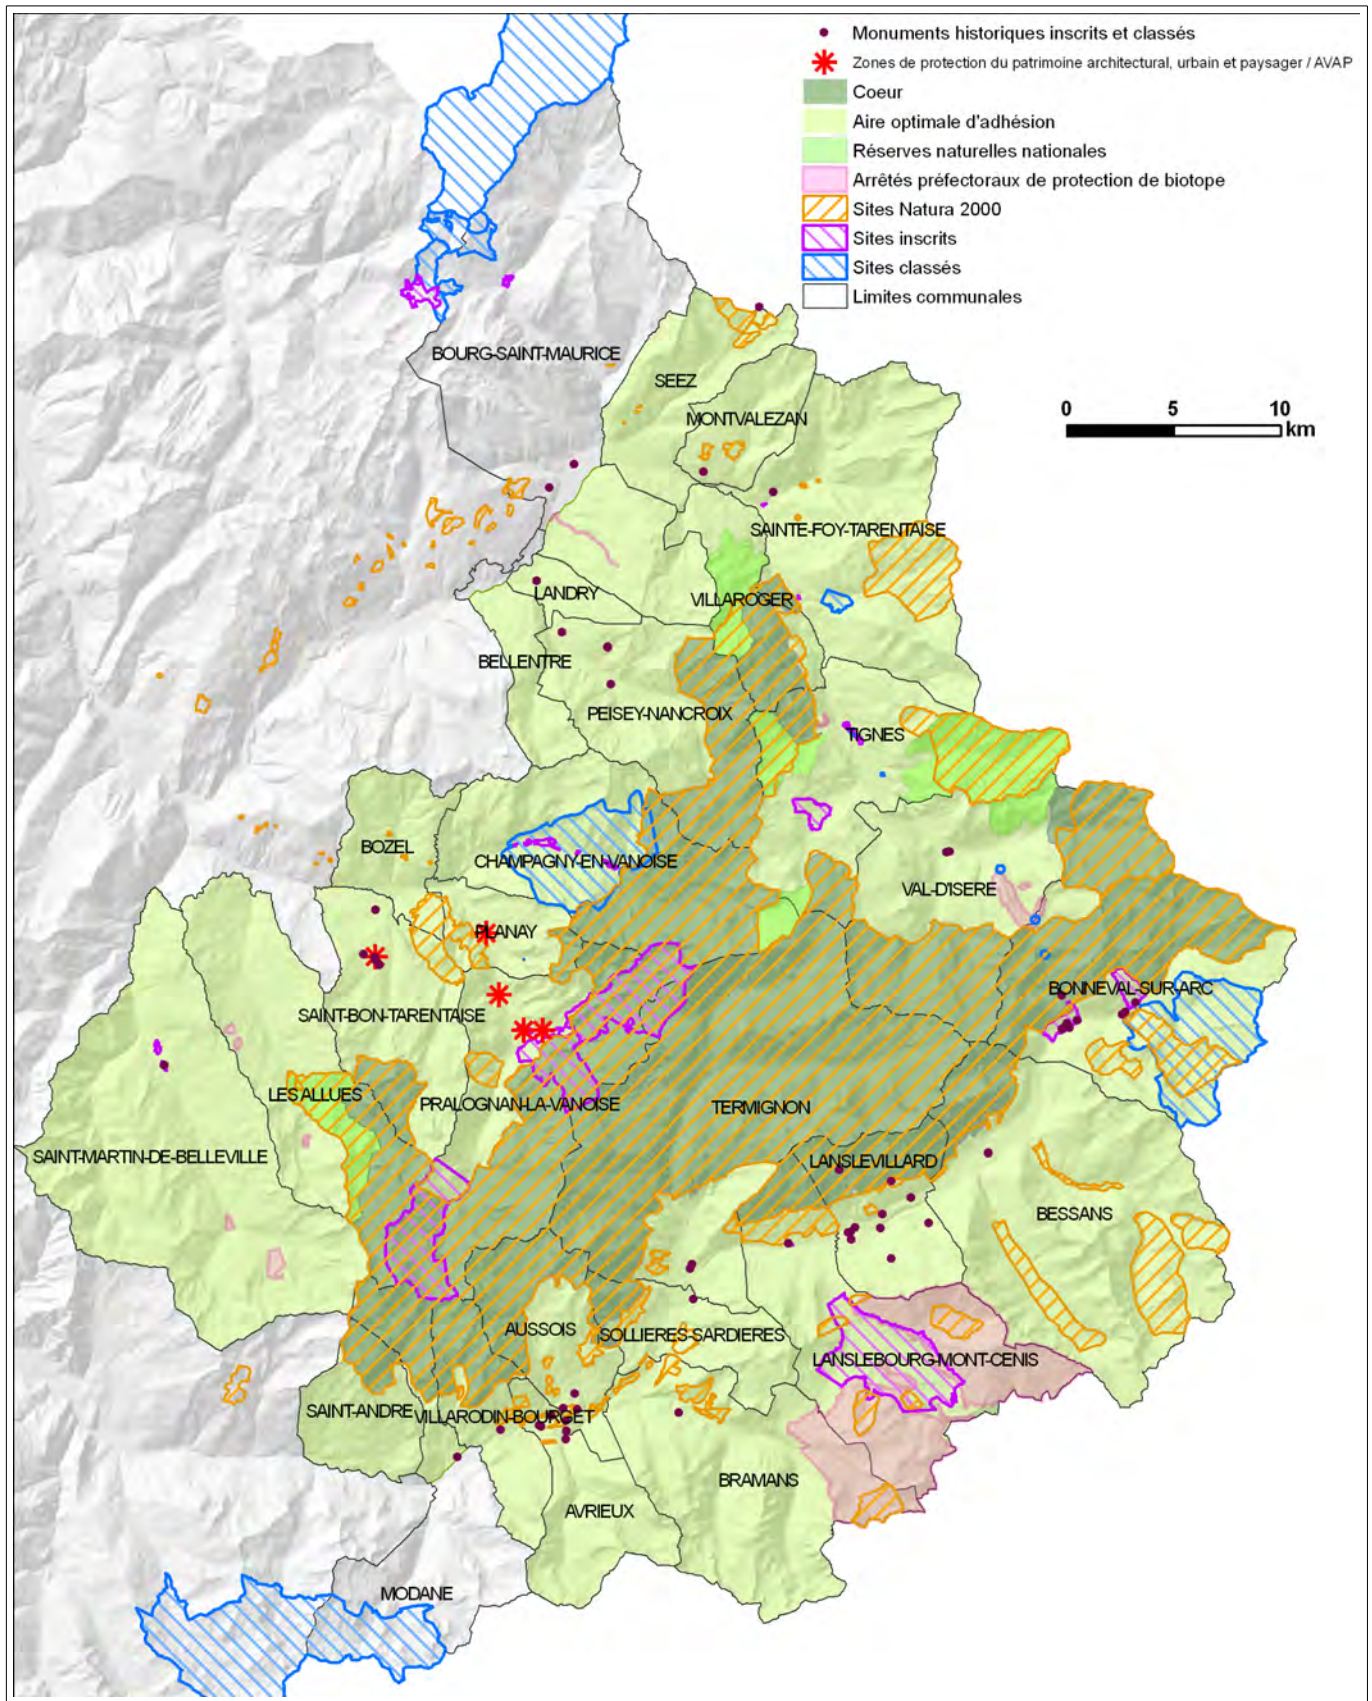 Monuments historiques inscrits et classés
Zones de protection du patrimoine architectural, urbain et paysager / AVAP
Coeur
Aire optimale d'adhésion
Réserves naturelles nationales
Arrêtés préfectoraux de protection de biotope
Sites Natura 2000
Sites inscrits
Sites classés
Limites communales
0 5 10
km
BOURG-SAINT-MAURICE
SEEZ
MONTVALEZAN
SAINTE-FOY-TARENTAISE
LANDRY
VILLAROGER
BELLENTRE
PEISEY-NANCROIX
TIGNES
BOZEL
CHAMPAGNY-EN-VANOISE
VAL-D'ISERE
PLANAY
BONNEVAL-SUR-ARC
SAINT-BON-TARENTAISE
LES ALLUES
PRALOGNAN-LA-VANOISE
TERMIGNON
SAINT-MARTIN-DE-BELLEVILLE
LANSLEVILLARD
BESSANS
AUSSOIS
SOLLIERES-SARDIERES
LANSLEBOURG-MONT-CENIS
SAINT-ANDRE
VILLARODIN-BOURGET
BRAMANS
AVRIEUX
MODANE